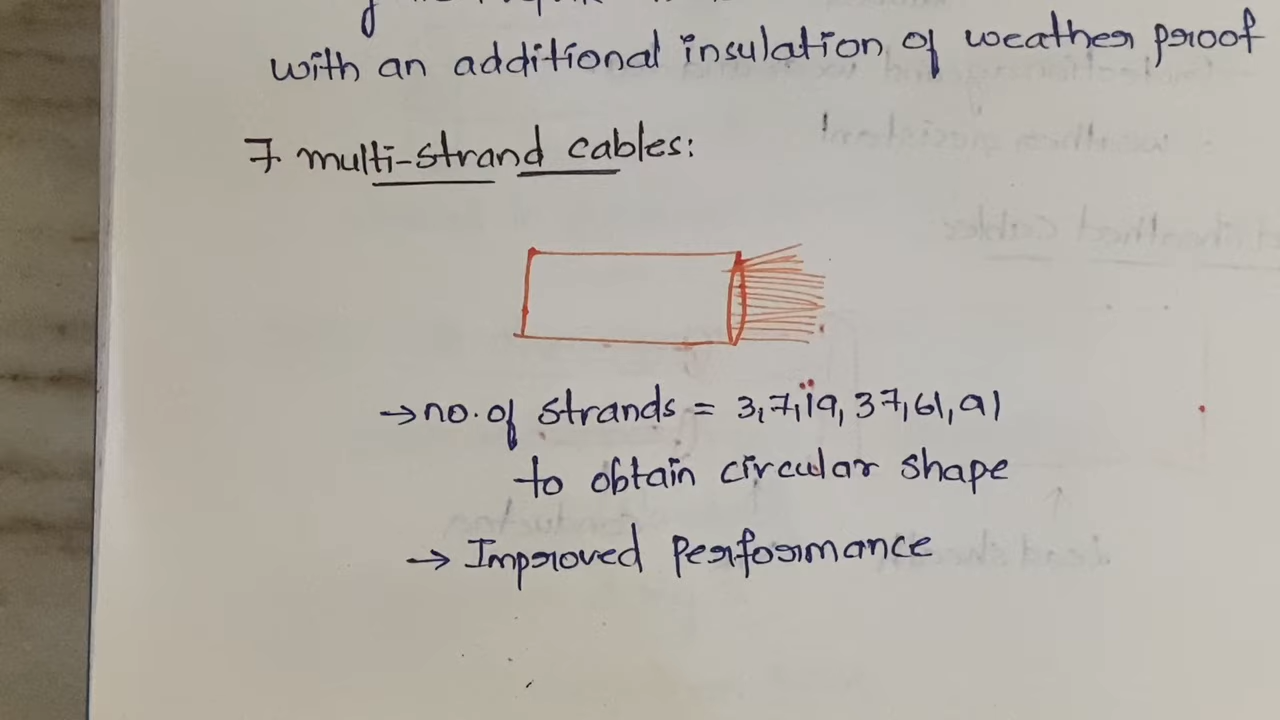 with an additional insulation of weather proof
7 multi-strand cables:
→ no. of strands = 3,7,19,37,61,91
to obtain circular shape
→ Improved Performance